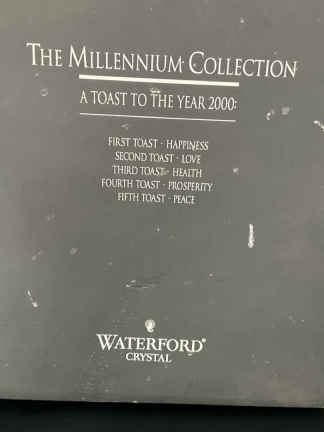 THE MILLENNIUM COLLECTION
A TOAST TO THE YEAR 2000:
FIRST TOAST - HAPPINESS
SECOND TOAST - LOVE
THIRD TOAST - HEALTH
FOURTH TOAST - PROSPERITY
FIFTH TOAST - PEACE
WATERFORD®
CRYSTAL